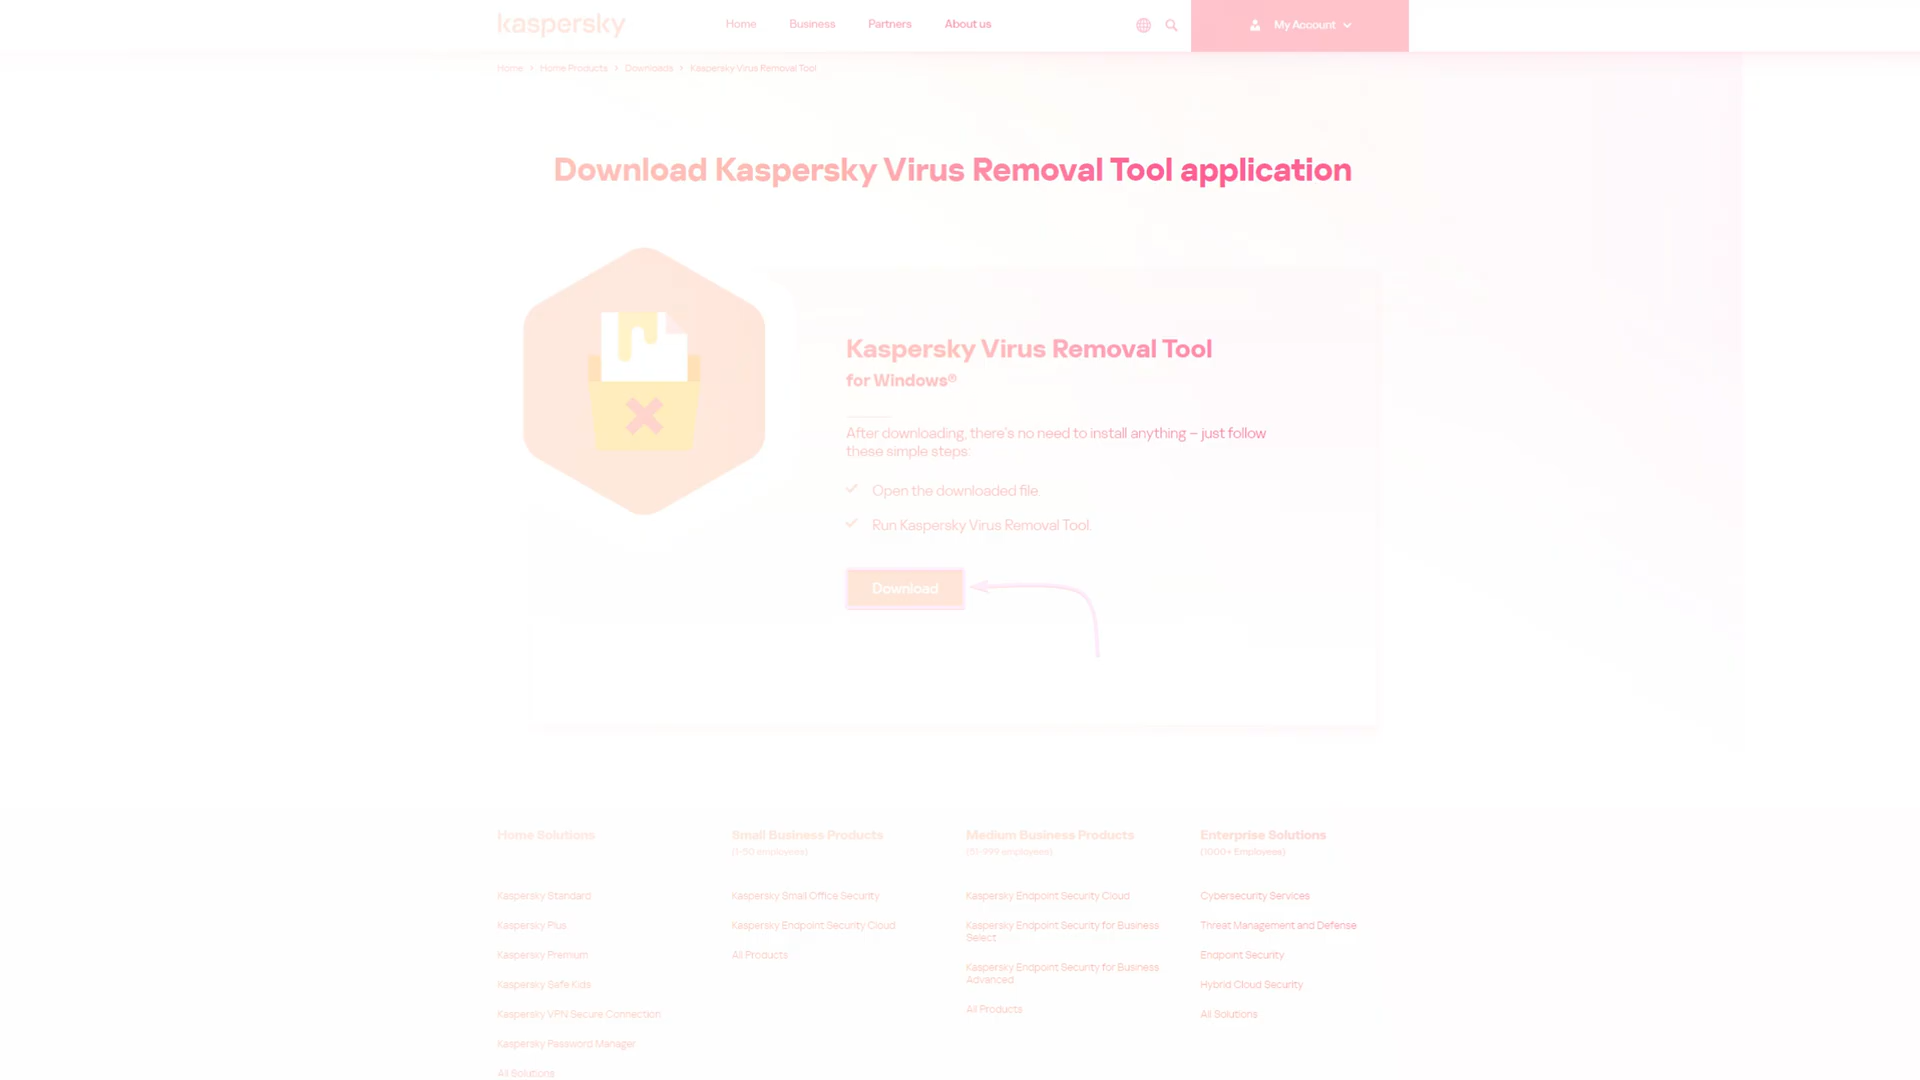 kaspersky
Home
Business
Partners
About us
My Account
Home > Home Products > Downloads > Kaspersky Virus Removal Tool
Download Kaspersky Virus Removal Tool application
Kaspersky Virus Removal Tool
for Windows®
After downloading, there's no need to install anything – just follow
these simple steps:
Open the downloaded file.
Run Kaspersky Virus Removal Tool.
Download
Home Solutions
Kaspersky Standard
Kaspersky Plus
Kaspersky Premium
Kaspersky Safe Kids
Kaspersky VPN Secure Connection
Kaspersky Password Manager
All Solutions
Small Business Products
(1-50 employees)
Kaspersky Small Office Security
Kaspersky Endpoint Security Cloud
All Products
Medium Business Products
(51-999 employees)
Kaspersky Endpoint Security Cloud
Kaspersky Endpoint Security for Business
Select
Kaspersky Endpoint Security for Business
Advanced
All Products
Enterprise Solutions
(1000+ Employees)
Cybersecurity Services
Threat Management and Defense
Endpoint Security
Hybrid Cloud Security
All Solutions